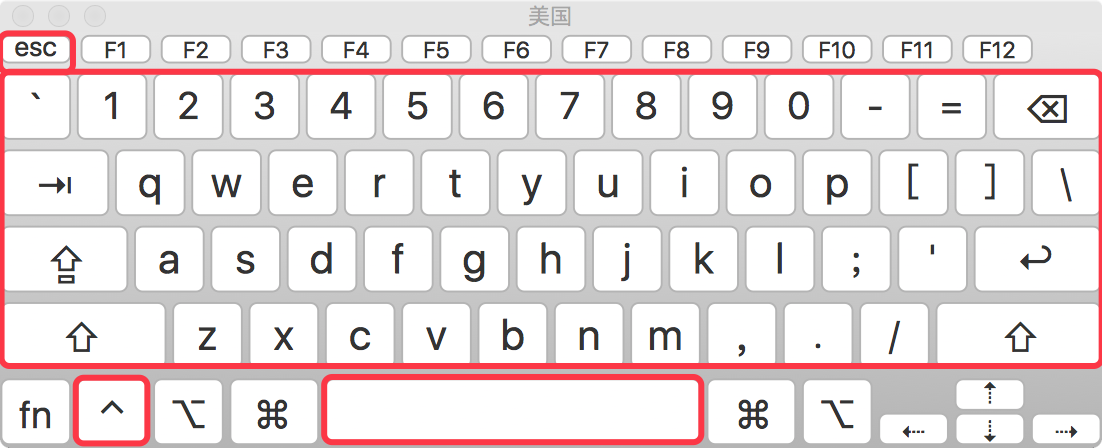 美国
esc F1 F2 F3 F4 F5 F6 F7 F8 F9 F10 F11 F12
` 1 2 3 4 5 6 7 8 9 0 - = ⌫
⇥ q w e r t y u i o p [ ] \
⇪ a s d f g h j k l ; ' ↩
⇧ z x c v b n m , . / ⇧
fn ^ ⌥ ⌘ ⌘ ⌥ ⇠ ⇡ ⇣ ⇢